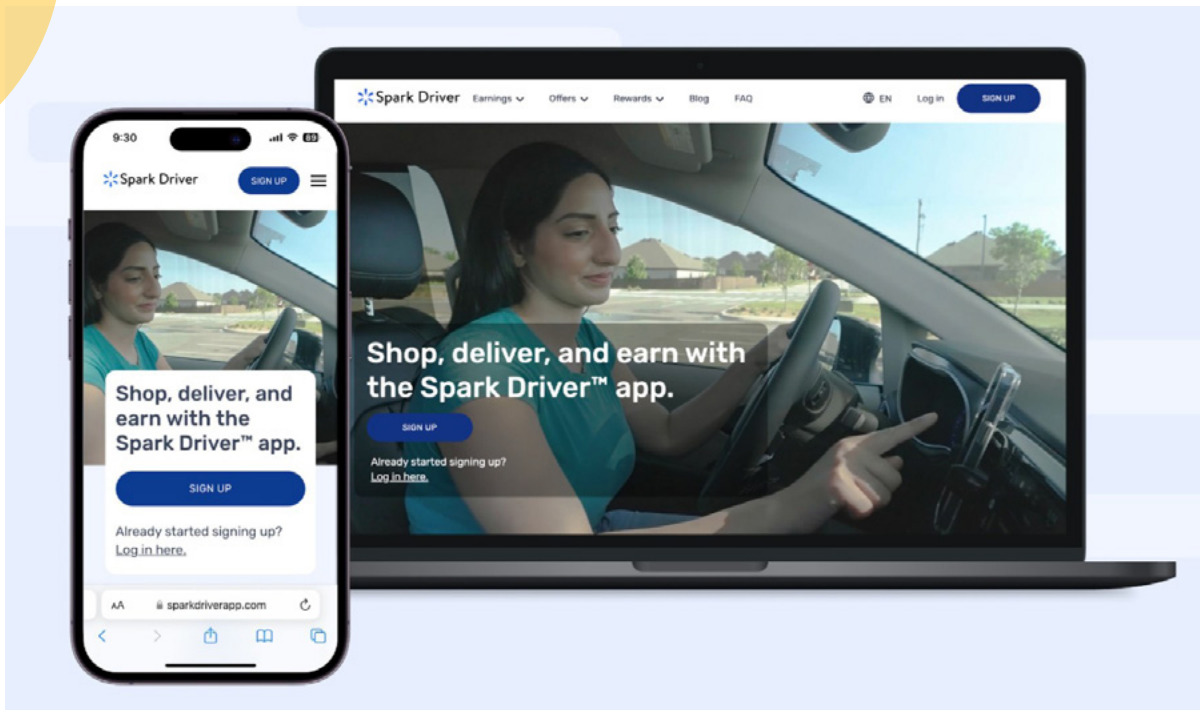 9:30
89
Spark Driver
SIGN UP
Shop, deliver, and
earn with the
Spark Driver™ app.
SIGN UP
Already started signing up?
Log in here.
AA
sparkdriverapp.com
Spark Driver
Earnings
Offers
Rewards
Blog
FAQ
EN
Log in
SIGN UP
Shop, deliver, and earn with
the Spark Driver™ app.
SIGN UP
Already started signing up?
Log in here.